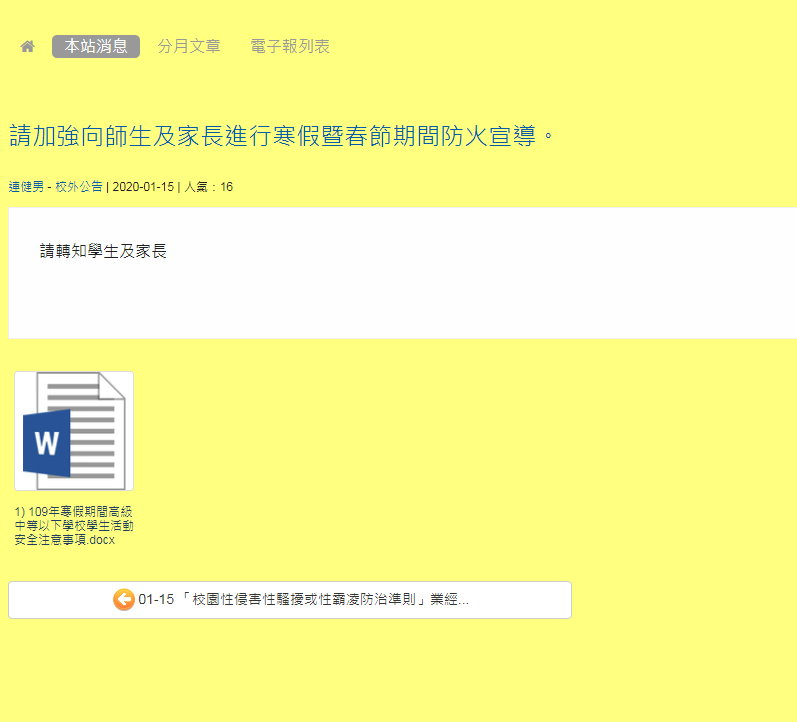 本站消息 分月文章 電子報列表
請加強向師生及家長進行寒假暨春節期間防火宣導。
連健男 - 校外公告 | 2020-01-15 | 人氣：16
請轉知學生及家長
W
1) 109年寒假期間高級
中等以下學校學生活動
安全注意事項.docx
01-15 「校園性侵害性騷擾或性霸凌防治準則」業經...